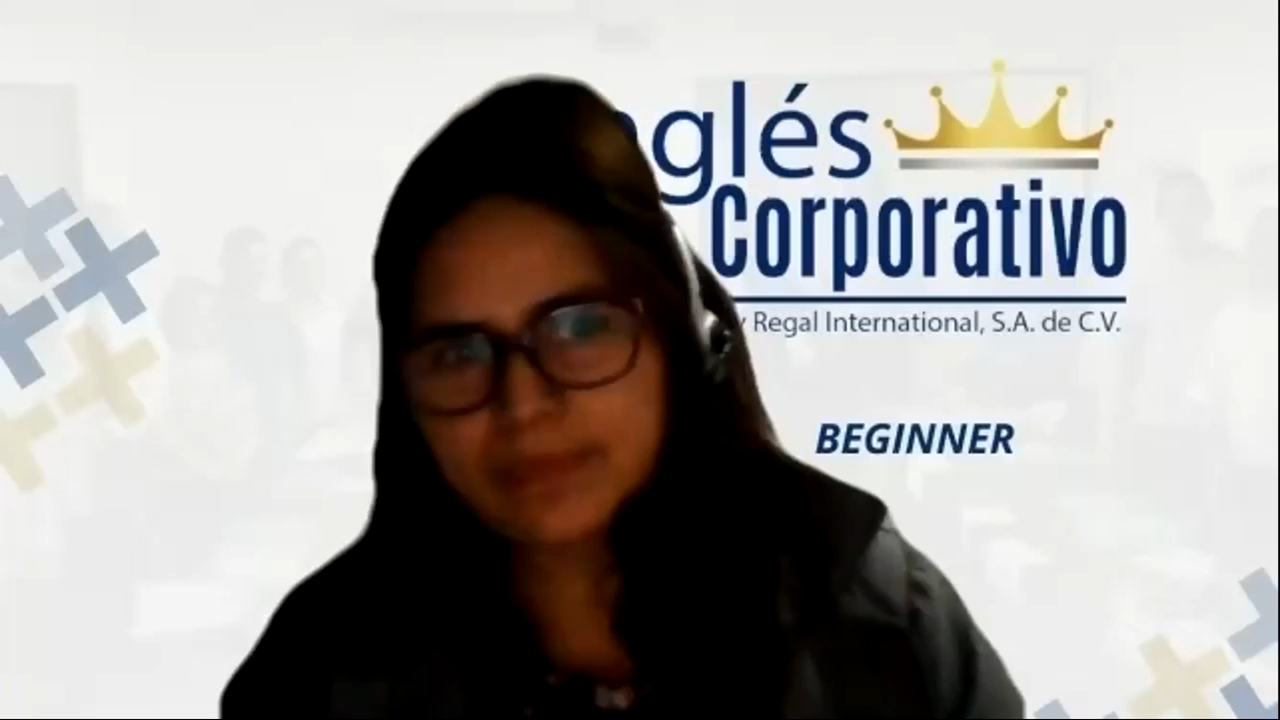 glés
Corporativo
y Regal International, S.A. de C.V.
BEGINNER